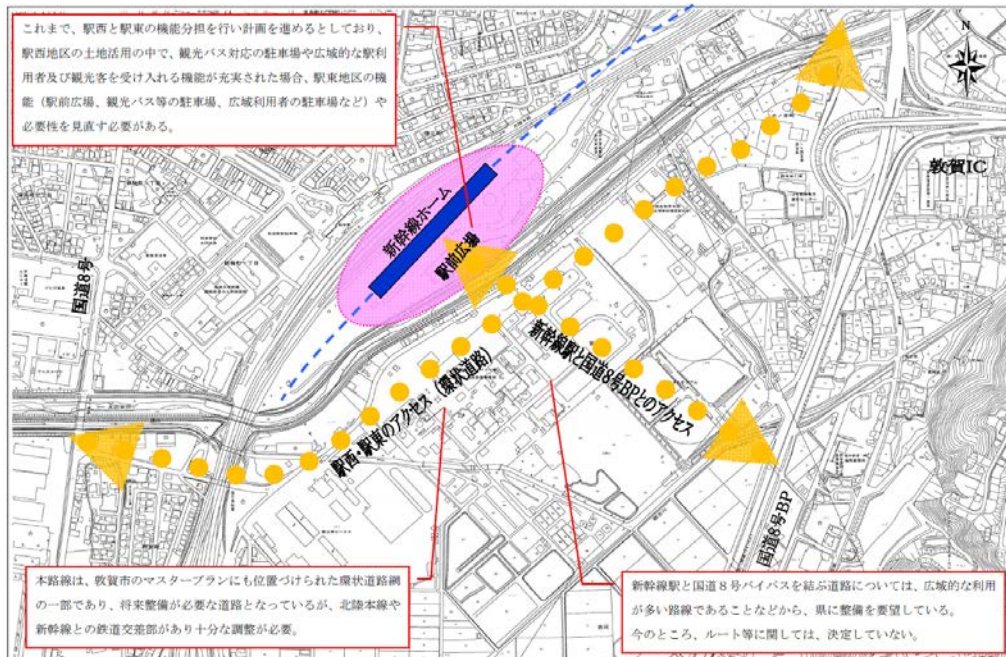 これまで、駅西と駅東の機能分担を行い計画を進めるとしており、
駅西地区の土地活用の中で、観光バス対応の駐車場や広域的な駅利
用者及び観光客を受け入れる機能が充実された場合、駅東地区の機
能（駅前広場、観光バス等の駐車場、広域利用者の駐車場など）や
必要性を見直す必要がある。
N
敦賀IC
新幹線ホーム
駅前広場
国道8号
新幹線駅と国道8号BPとのアクセス
駅西・駅東のアクセス（環状道路）
国道8号BP
本路線は、敦賀市のマスタープランにも位置づけられた環状道路網
の一部であり、将来整備が必要な道路となっているが、北陸本線や
新幹線との鉄道交差部があり十分な調整が必要。
新幹線駅と国道８号バイパスを結ぶ道路については、広域的な利用
が多い路線であることなどから、県に整備を要望している。
今のところ、ルート等に関しては、決定していない。